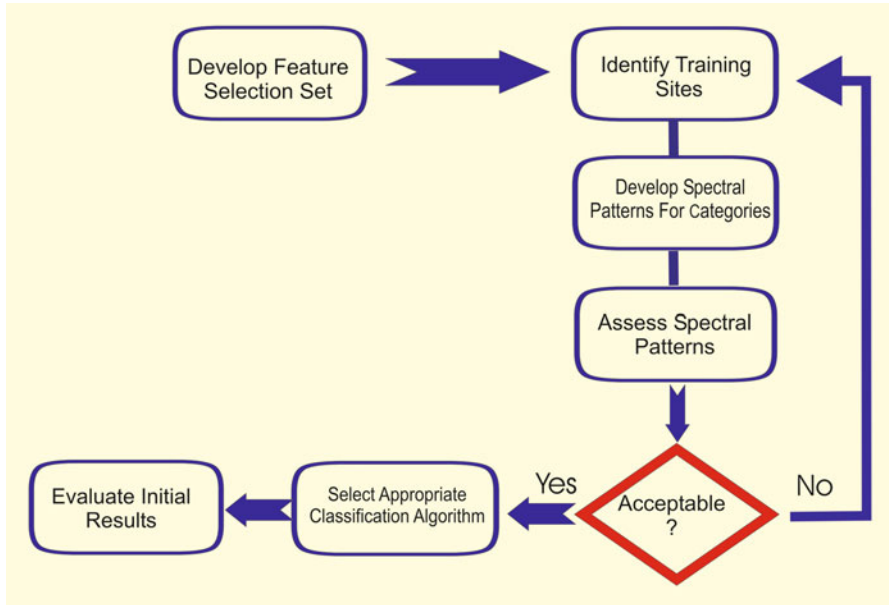 Develop Feature
Selection Set
Identify Training
Sites
Develop Spectral
Patterns For Categories
Assess Spectral
Patterns
Acceptable
?
No
Yes
Select Appropriate
Classification Algorithm
Evaluate Initial
Results